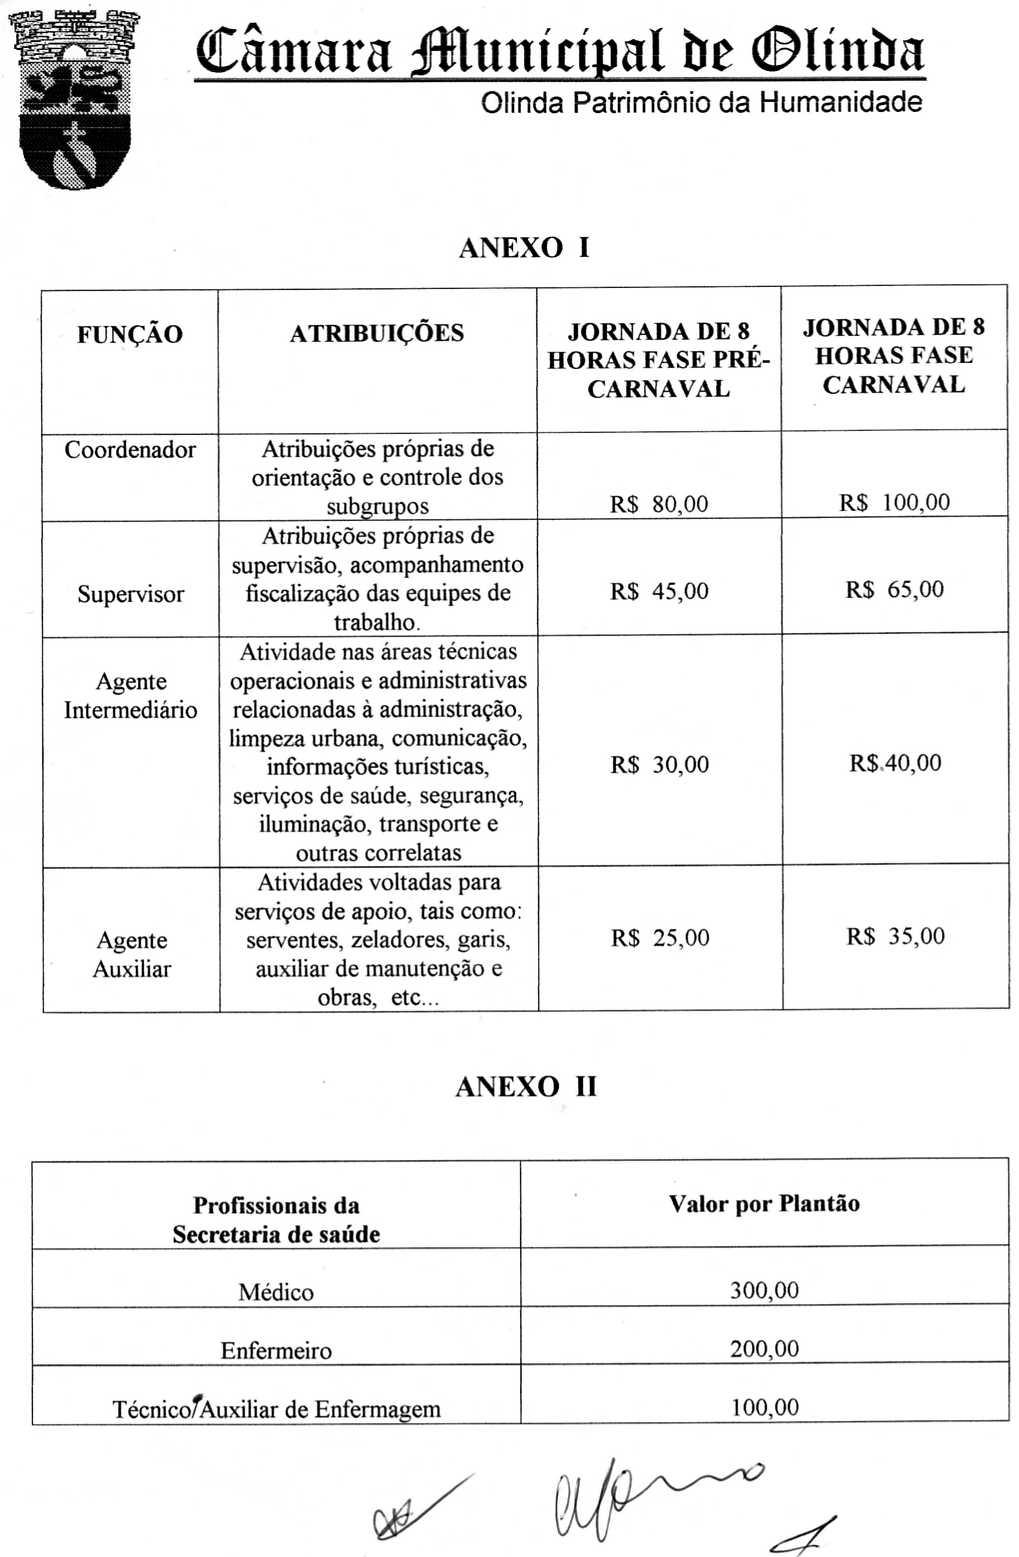 Câmara Municipal de Olinda
Olinda Patrimônio da Humanidade
ANEXO I
FUNÇÃO
ATRIBUIÇÕES
JORNADA DE 8
HORAS FASE PRÉ-
CARNAVAL
JORNADA DE 8
HORAS FASE
CARNAVAL
Coordenador
Atribuições próprias de
orientação e controle dos
subgrupos
R$ 80,00
R$ 100,00
Supervisor
Atribuições próprias de
supervisão, acompanhamento
fiscalização das equipes de
trabalho.
R$ 45,00
R$ 65,00
Agente
Intermediário
Atividade nas áreas técnicas
operacionais e administrativas
relacionadas à administração,
limpeza urbana, comunicação,
informações turísticas,
serviços de saúde, segurança,
iluminação, transporte e
outras correlatas
R$ 30,00
R$ 40,00
Agente
Auxiliar
Atividades voltadas para
serviços de apoio, tais como:
serventes, zeladores, garis,
auxiliar de manutenção e
obras, etc...
R$ 25,00
R$ 35,00
ANEXO II
Profissionais da
Secretaria de saúde
Valor por Plantão
Médico
300,00
Enfermeiro
200,00
Técnico/Auxiliar de Enfermagem
100,00